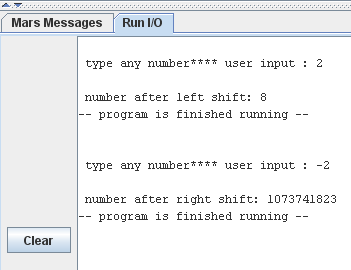 Mars Messages Run I/O
type any number**** user input : 2
number after left shift: 8
-- program is finished running --
type any number**** user input : -2
number after right shift: 1073741823
-- program is finished running --
Clear